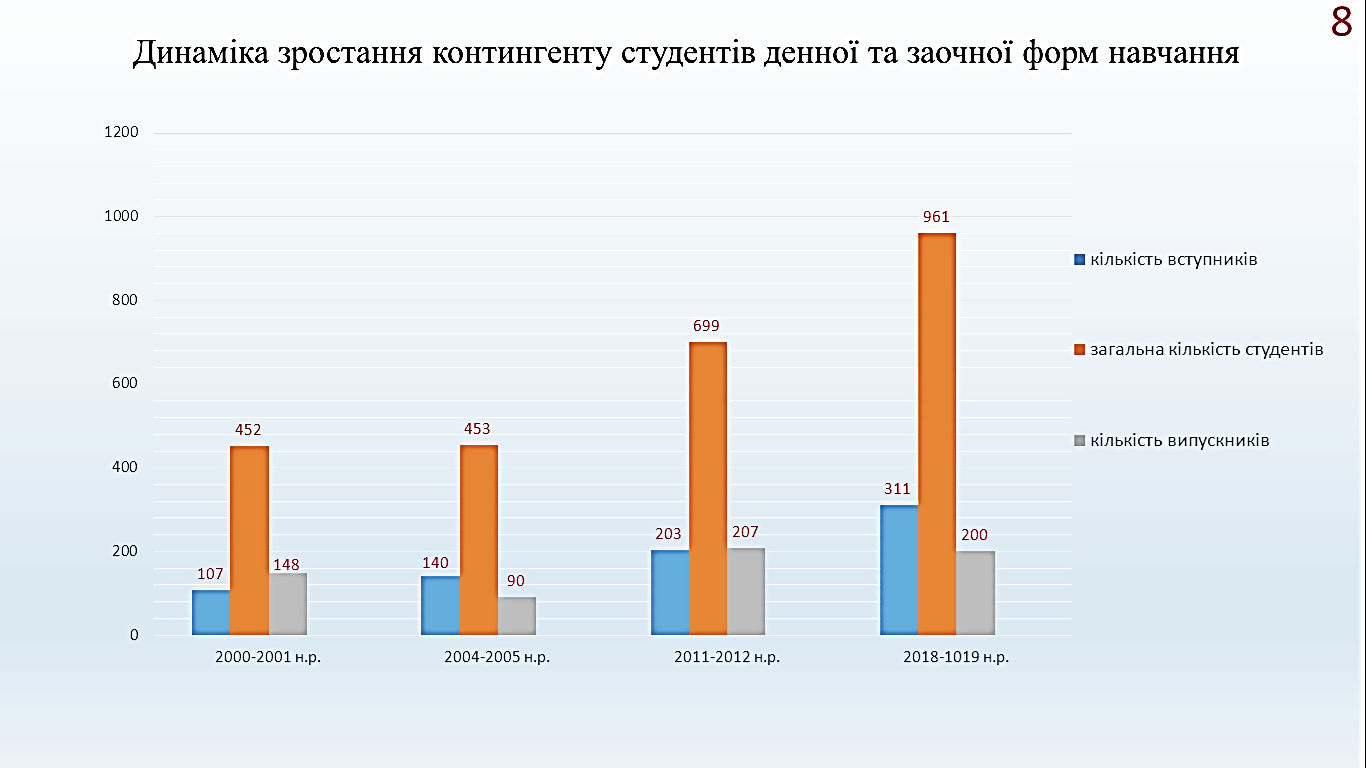 8
Динаміка зростання контингенту студентів денної та заочної форм навчання
1200
1000
800
600
400
200
0
107
452
148
140
453
90
203
699
207
311
961
200
2000-2001 н.р.
2004-2005 н.р.
2011-2012 н.р.
2018-1019 н.р.
кількість вступників
загальна кількість студентів
кількість випускників